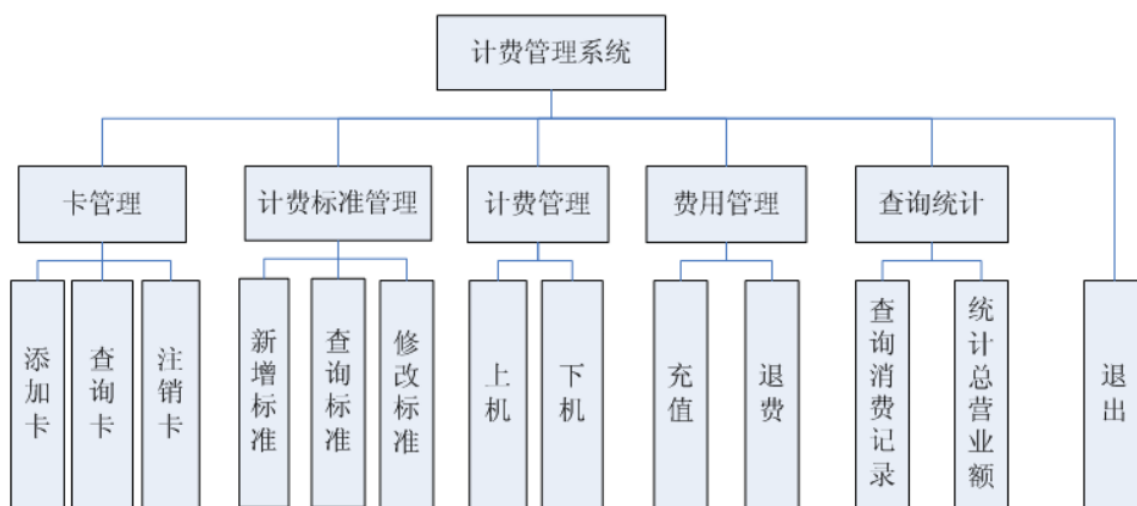 计费管理系统
卡管理
计费标准管理
计费管理
费用管理
查询统计
添加卡
查询卡
注销卡
新增标准
查询标准
修改标准
上机
下机
充值
退费
查询消费记录
统计总营业额
退出